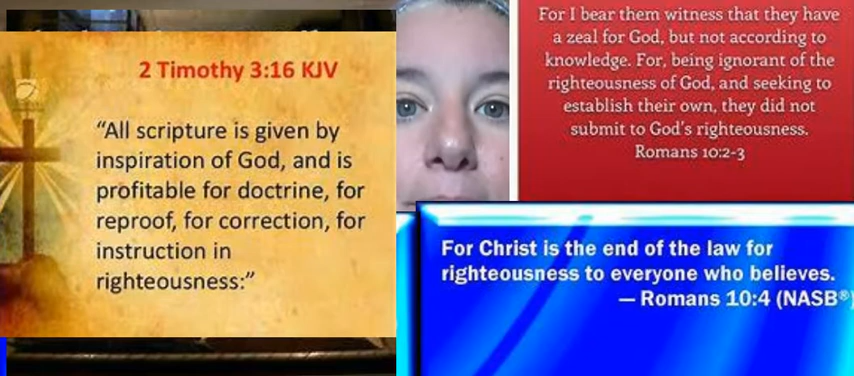 2 Timothy 3:16 KJV
“All scripture is given by
inspiration of God, and is
profitable for doctrine, for
reproof, for correction, for
instruction in
righteousness:”
For I bear them witness that they have
a zeal for God, but not according to
knowledge. For, being ignorant of the
righteousness of God, and seeking to
establish their own, they did not
submit to God’s righteousness.
Romans 10:2-3
For Christ is the end of the law for
righteousness to everyone who believes.
— Romans 10:4 (NASB®)